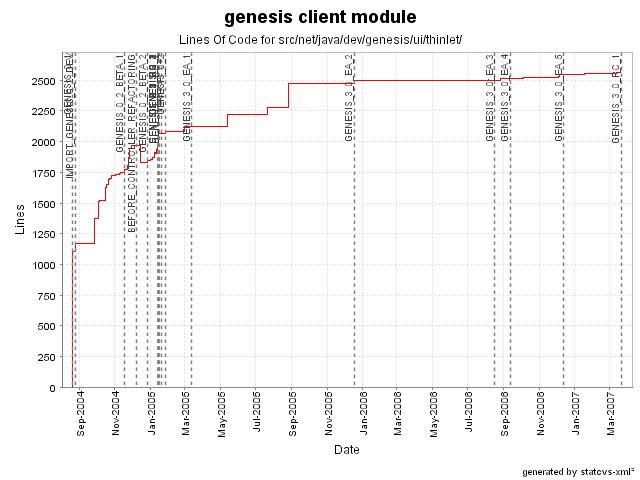 genesis client module
Lines Of Code for src/net/java/dev/genesis/ui/thinlet/
Lines
2500
2250
2000
1750
1500
1250
1000
750
500
250
0
GENESIS_0_2_BETA_1
BEFORE_CONTROLLER_REFACTORING
GENESIS_0_2_BETA_2
GENESIS_3_0_EA_1
GENESIS_3_0_EA_2
GENESIS_3_0_EA_3
GENESIS_3_0_EA_4
GENESIS_3_0_EA_5
GENESIS_3_0_RC_1
Sep-2004
Nov-2004
Jan-2005
Mar-2005
May-2005
Jul-2005
Sep-2005
Nov-2005
Jan-2006
Mar-2006
May-2006
Jul-2006
Sep-2006
Nov-2006
Jan-2007
Mar-2007
Date
generated by statcvs-xml²